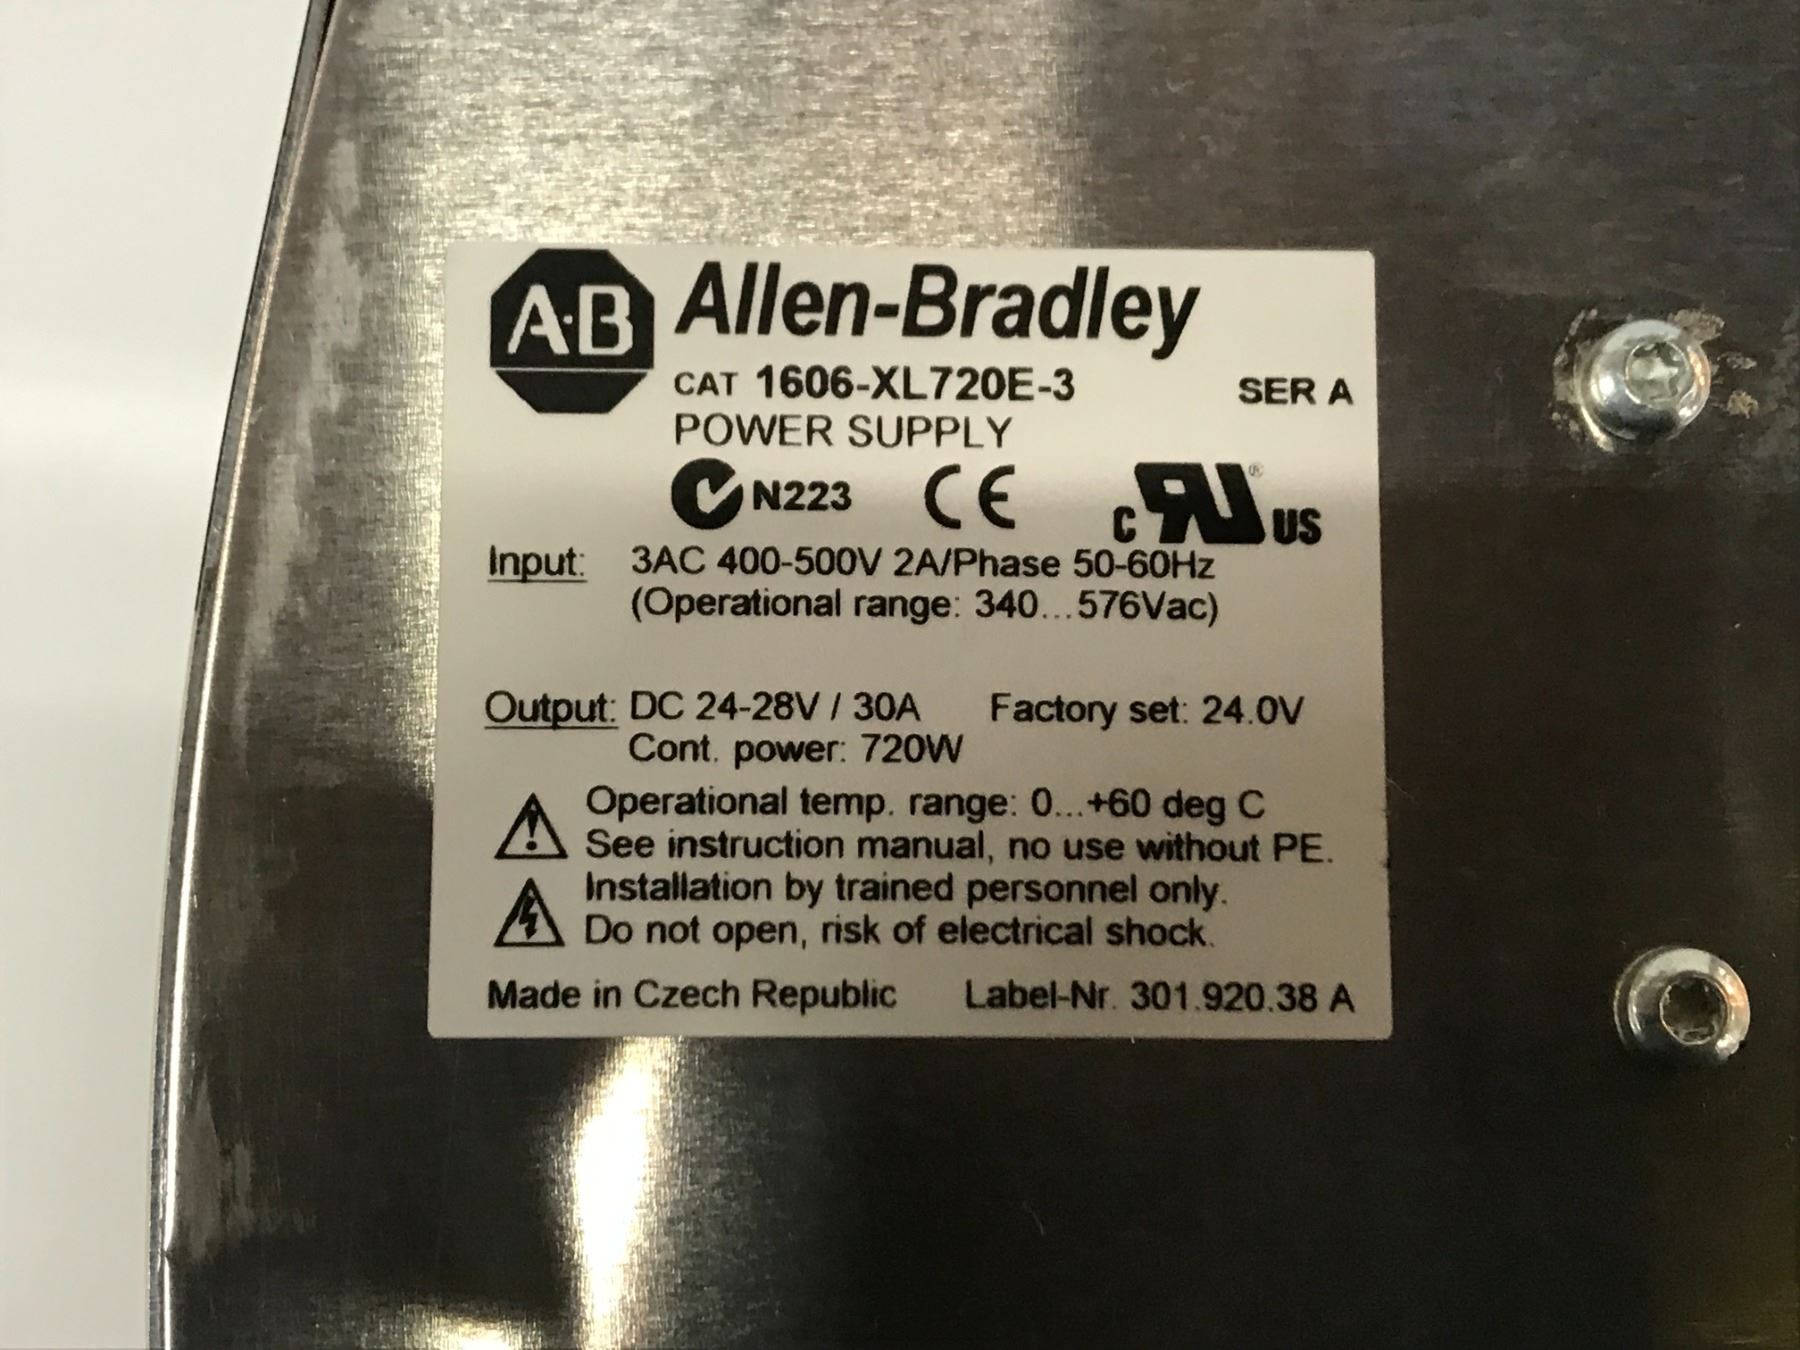 A·B Allen-Bradley
CAT 1606-XL720E-3 SER A
POWER SUPPLY
N223 CE c RU ® US
Input: 3AC 400-500V 2A/Phase 50-60Hz
(Operational range: 340...576Vac)
Output: DC 24-28V / 30A Factory set: 24.0V
Cont. power: 720W
Operational temp. range: 0...+60 deg C
See instruction manual, no use without PE.
Installation by trained personnel only.
Do not open, risk of electrical shock.
Made in Czech Republic Label-Nr. 301.920.38 A